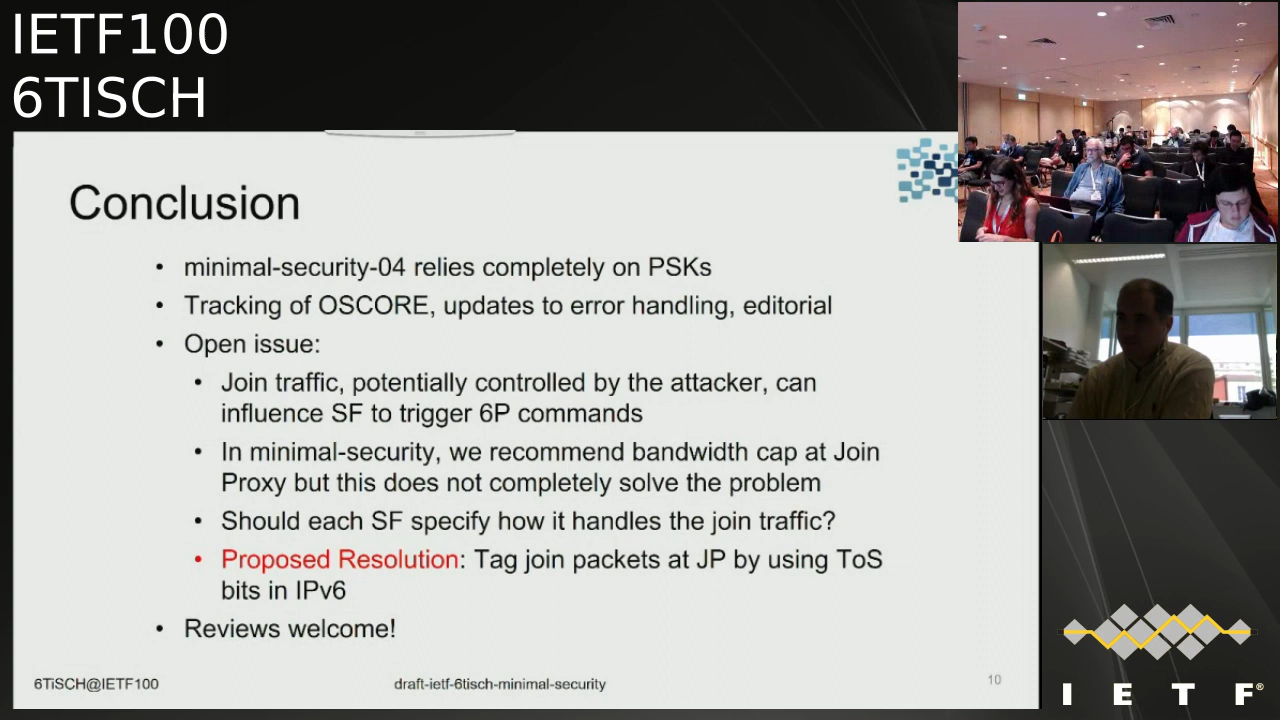 IETF100
6TISCH
Conclusion
• minimal-security-04 relies completely on PSKs
• Tracking of OSCORE, updates to error handling, editorial
• Open issue:
• Join traffic, potentially controlled by the attacker, can
influence SF to trigger 6P commands
• In minimal-security, we recommend bandwidth cap at Join
Proxy but this does not completely solve the problem
• Should each SF specify how it handles the join traffic?
• Proposed Resolution: Tag join packets at JP by using ToS
bits in IPv6
• Reviews welcome!
6TiSCH@IETF100
draft-ietf-6tisch-minimal-security
10
I E T F®